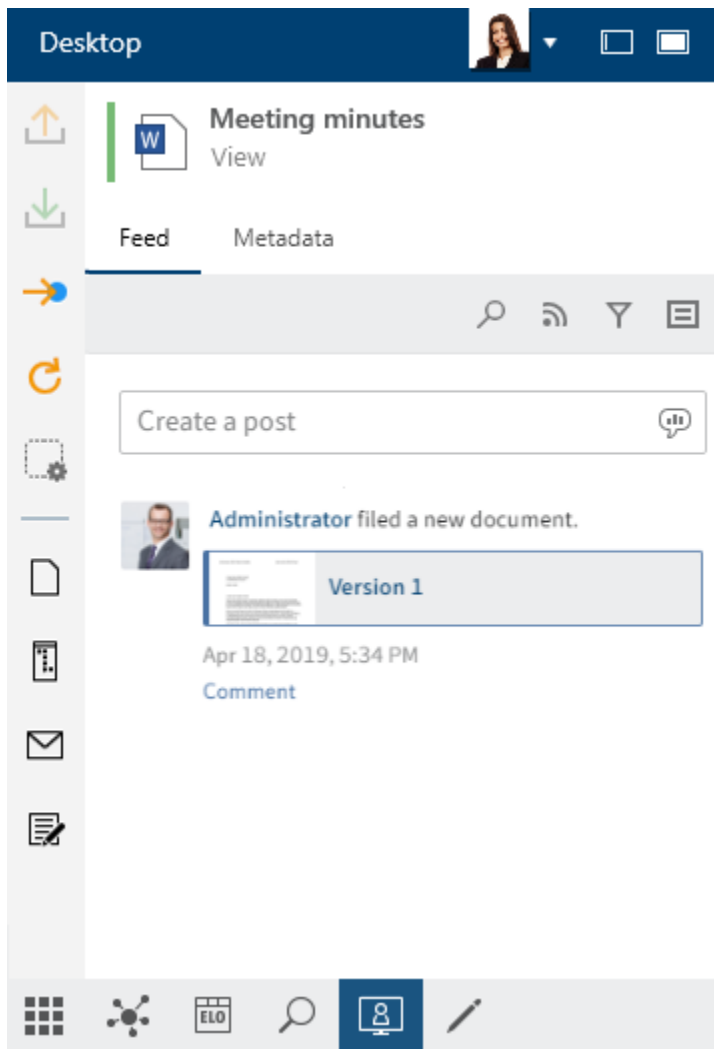 Desktop
W
Meeting minutes
View
Feed Metadata
Create a post
Administrator filed a new document.
Version 1
Apr 18, 2019, 5:34 PM
Comment
ELO